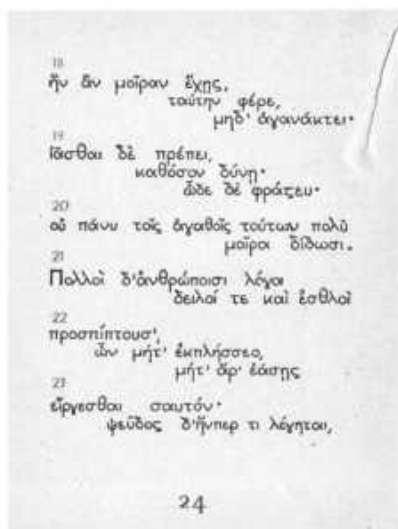 18
ἣν ἂν μοῖραν ἔχῃς,
ταύτην φέρε,
μηδ' ἀγανάκτει·
19
ἰᾶσθαι δὲ πρέπει,
καθόσον δύνῃ·
ὧδε δὲ φράζευ·
20
οὐ πάνυ τοῖς ἀγαθοῖς τούτων πολὺ
μοῖρα δίδωσι.
21
Πολλοὶ δ'ἀνθρώποισι λόγοι
δειλοί τε καὶ ἐσθλοὶ
22
προσπίπτουσ',
ὧν μήτ' ἐκπλήσσεο,
μήτ' ἄρ' ἐάσῃς
23
εἴργεσθαι σαυτόν·
ψεῦδος δ'ἤνπερ τι λέγηται,
24